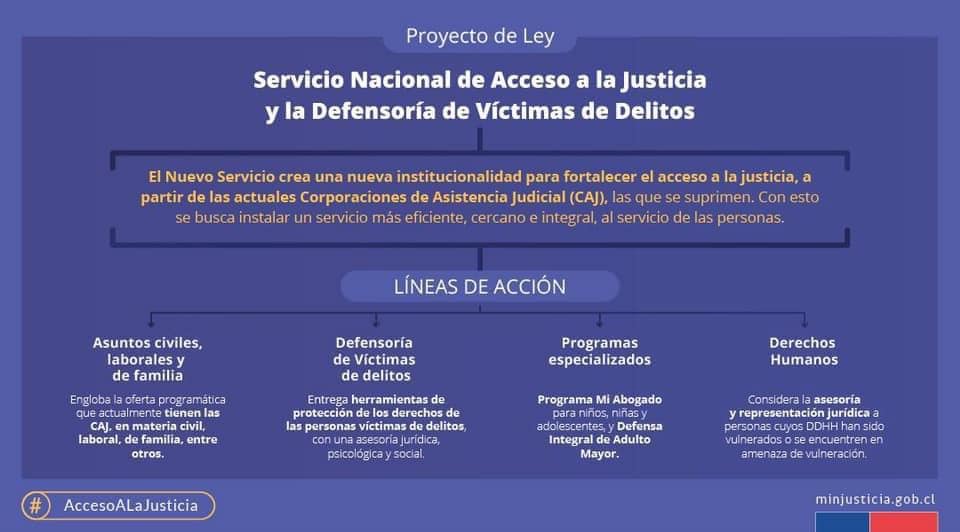 Proyecto de Ley
Servicio Nacional de Acceso a la Justicia
y la Defensoría de Víctimas de Delitos
El Nuevo Servicio crea una nueva institucionalidad para fortalecer el acceso a la justicia, a
partir de las actuales Corporaciones de Asistencia Judicial (CAJ), las que se suprimen. Con esto
se busca instalar un servicio más eficiente, cercano e integral, al servicio de las personas.
LÍNEAS DE ACCIÓN
Asuntos civiles,
laborales y
de familia
Engloba la oferta programática
que actualmente tienen las
CAJ, en materia civil,
laboral, de familia, entre
otros.
Defensoría
de Víctimas
de delitos
Entrega herramientas de
protección de los derechos de
las personas víctimas de delitos,
con una asesoría jurídica,
psicológica y social.
Programas
especializados
Programa Mi Abogado
para niños, niñas y
adolescentes, y Defensa
Integral de Adulto
Mayor.
Derechos
Humanos
Considera la asesoría
y representación jurídica a
personas cuyos DDHH han sido
vulnerados o se encuentren en
amenaza de vulneración.
# AccesoALaJusticia
minjusticia.gob.cl